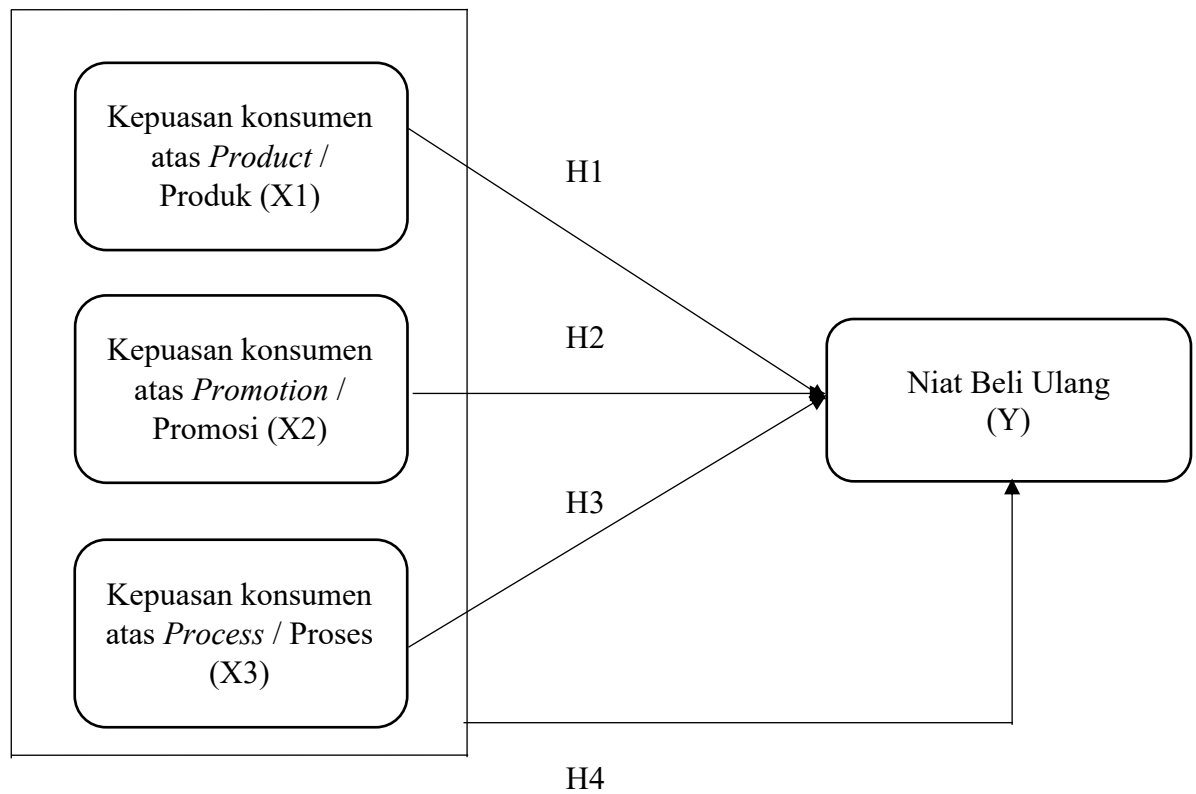 Kepuasan konsumen
atas Product /
Produk (X1)
H1
Kepuasan konsumen
atas Promotion /
Promosi (X2)
H2
Niat Beli Ulang
(Y)
H3
Kepuasan konsumen
atas Process / Proses
(X3)
H4